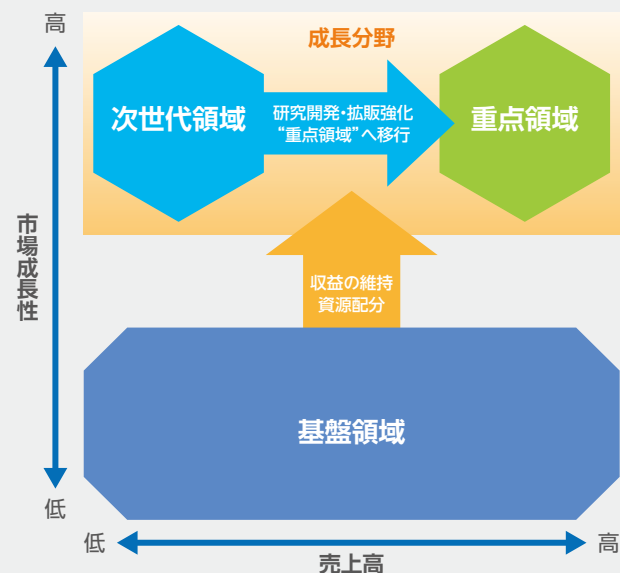 高
成長分野
次世代領域
研究開発・拡販強化
“重点領域”へ移行
重点領域
市場成長性
収益の維持
資源配分
基盤領域
低
低
高
売上高